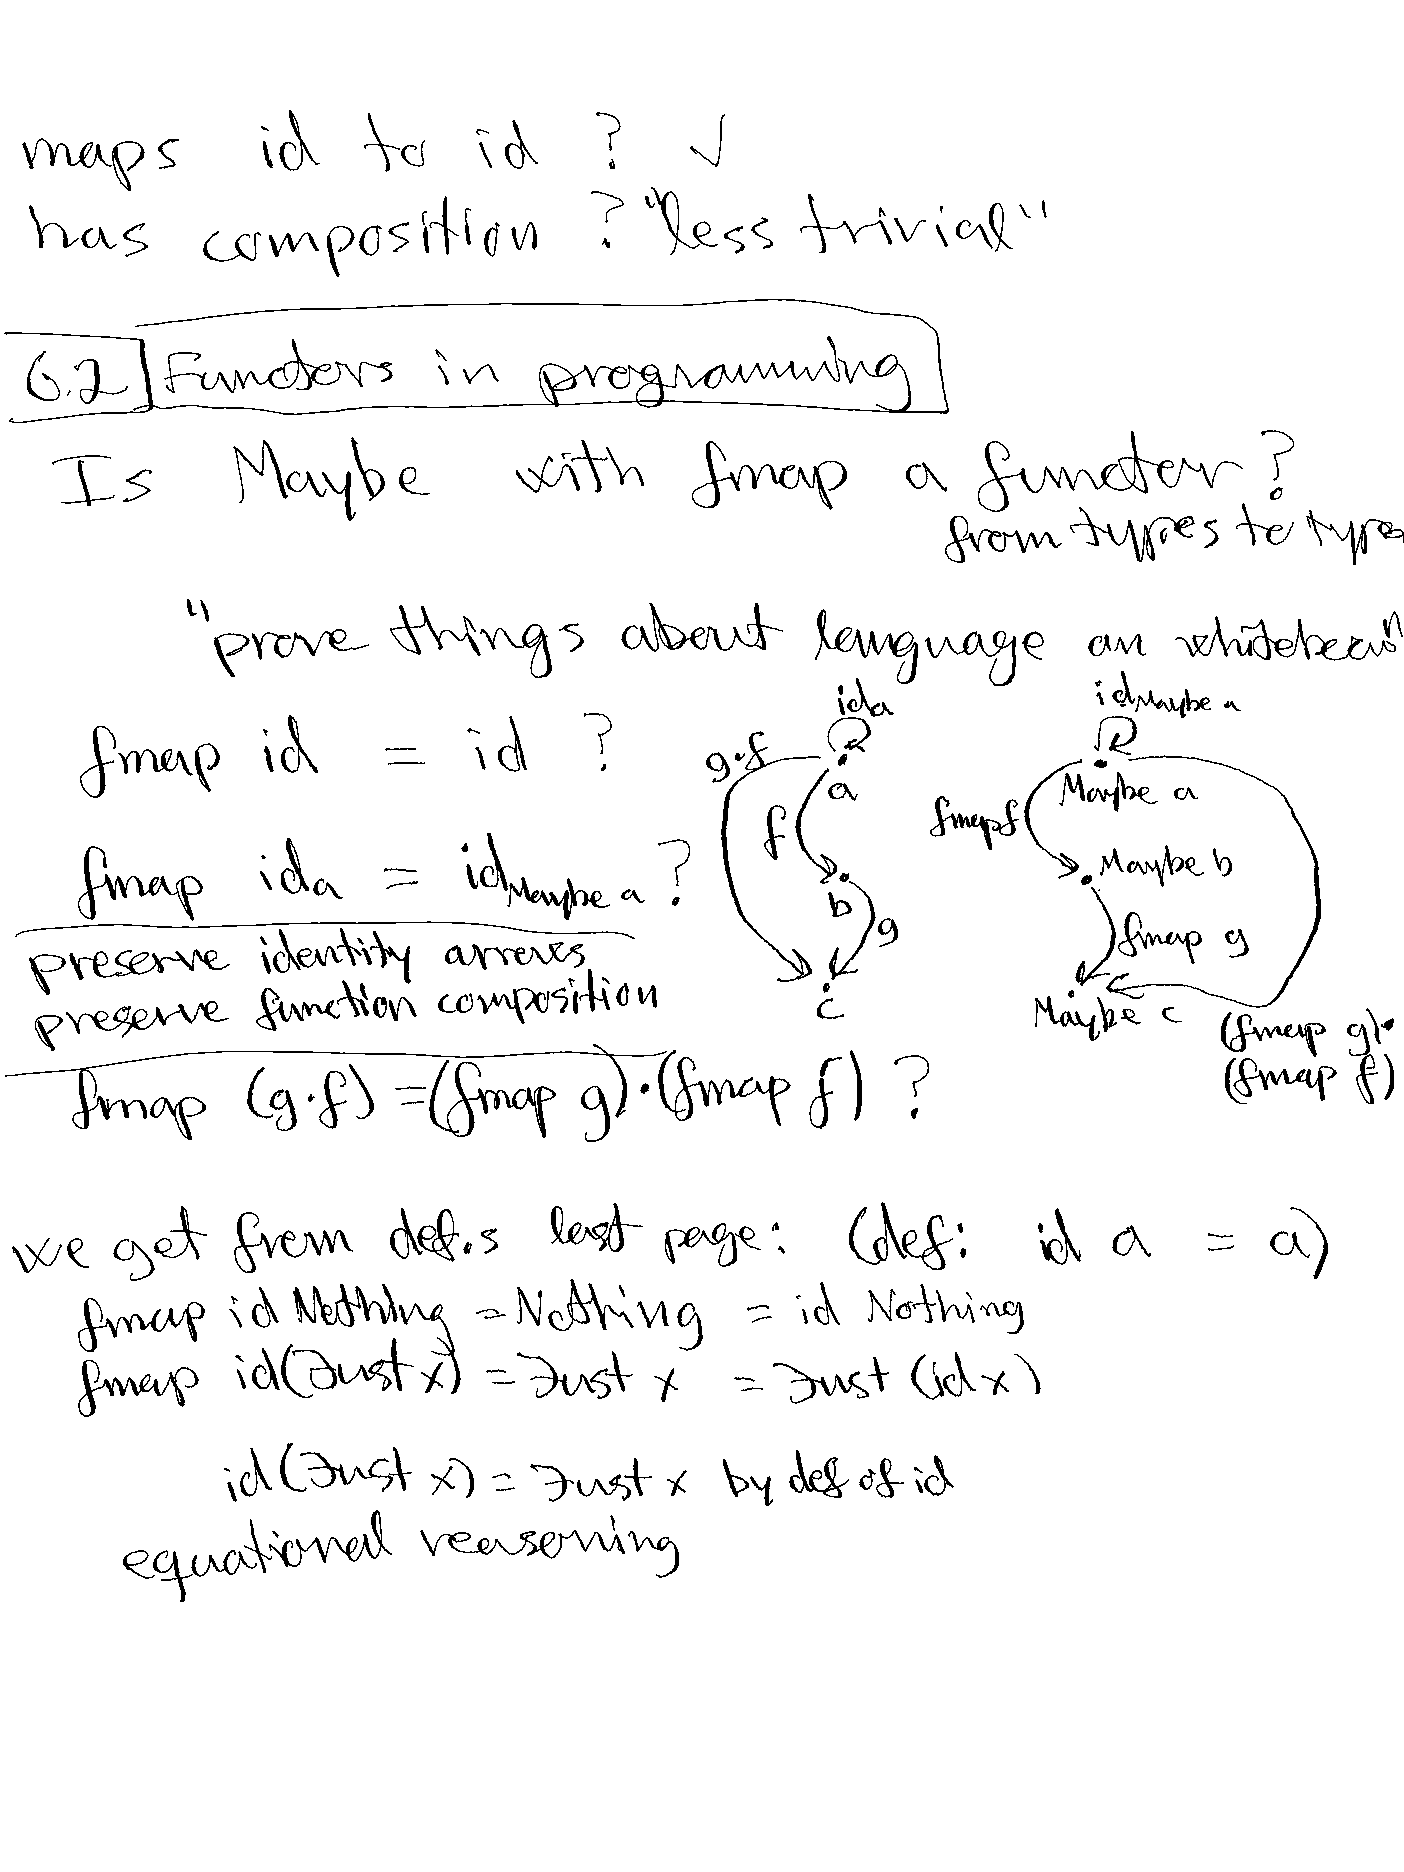 maps id to id ? ✓
has composition ? "less trivial"
6.2 Functors in programming
Is Maybe with fmap a functor?
from types to types
"prove things about language on whiteboard"
fmap id = id ?
fmap id_a = id_Maybe a ?
preserve identity arrows
preserve function composition
fmap (g.f) = (fmap g).(fmap f) ?
id_a
g.f
a
f
b
g
c
id_Maybe a
Maybe a
fmap f
Maybe b
fmap g
Maybe c
(fmap g).
(fmap f)
we get from def.s last page: (def: id a = a)
fmap id Nothing = Nothing = id Nothing
fmap id (Just x) = Just x = Just (id x)
id (Just x) = Just x by def of id
equational reasoning